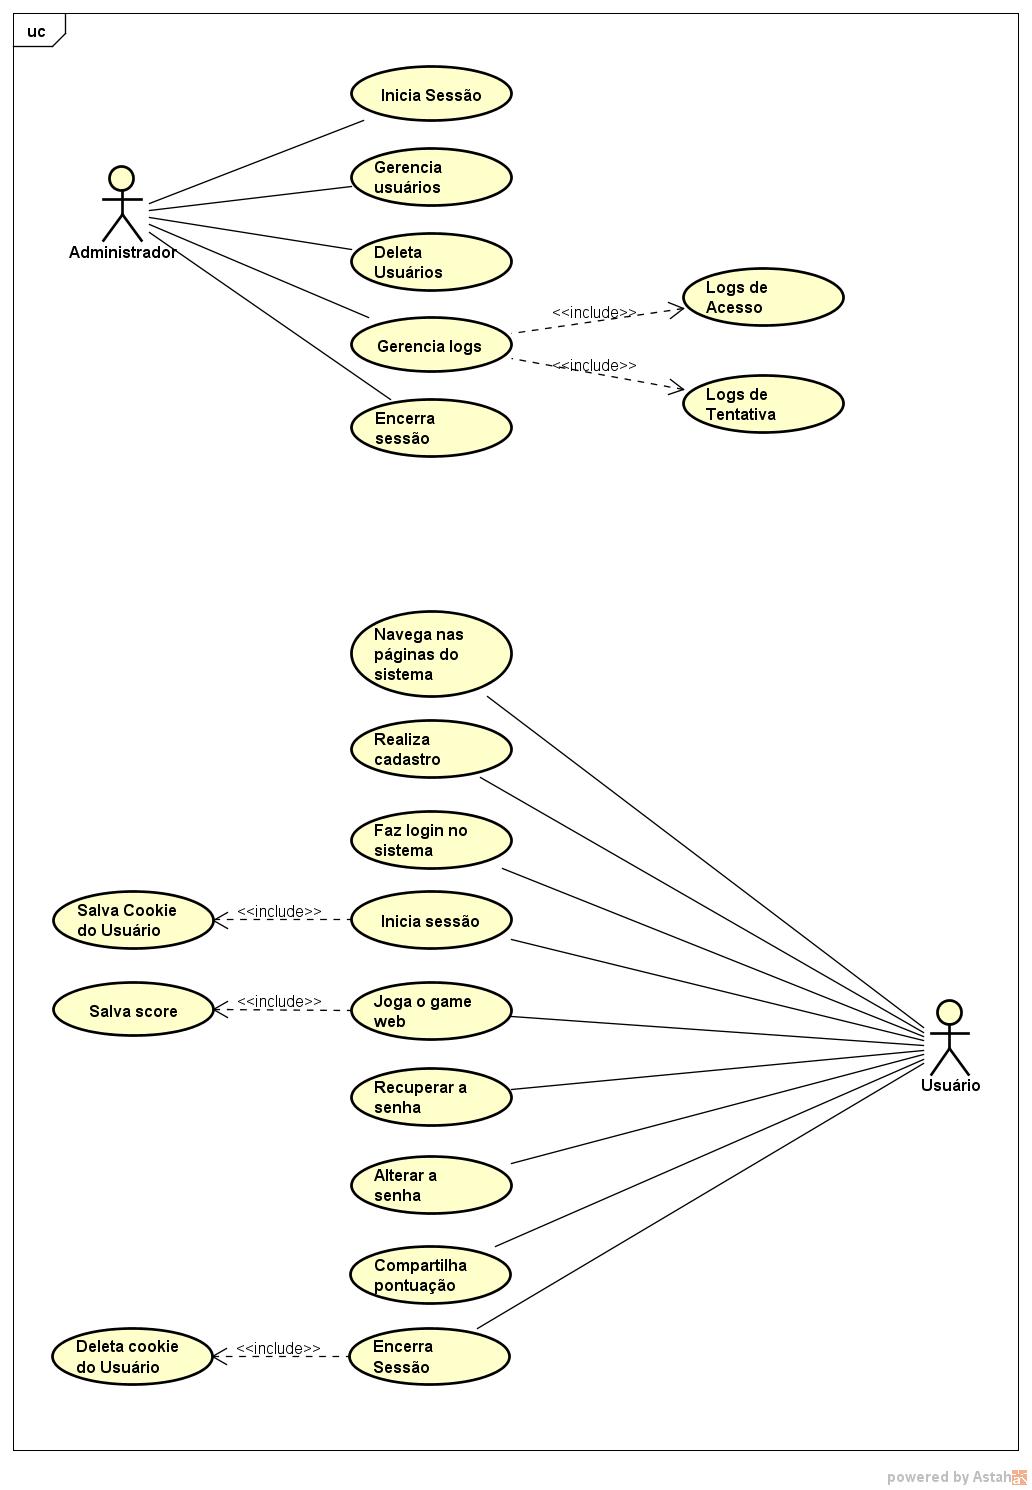 uc
Inicia Sessão
Gerencia
usuários
Administrador
Deleta
Usuários
Logs de
Acesso
<<include>>
Gerencia logs
<<include>>
Logs de
Tentativa
Encerra
sessão
Navega nas
páginas do
sistema
Realiza
cadastro
Faz login no
sistema
Salva Cookie
do Usuário
<<include>>
Inicia sessão
Salva score
<<include>>
Joga o game
web
Usuário
Recuperar a
senha
Alterar a
senha
Compartilha
pontuação
Deleta cookie
do Usuário
<<include>>
Encerra
Sessão
powered by Astah